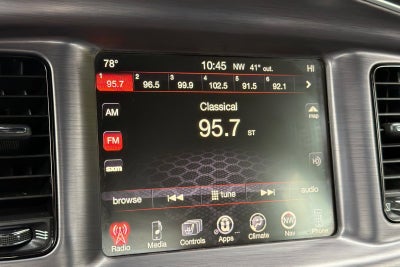 78° 10:45 NW 41° out. HI
1 95.7 2 96.5 3 99.9 4 102.5 5 91.5 6 92.1
AM Classical map
95.7 ST
FM
sxm
browse tune audio
Radio Media Controls Apps Climate NW Nav Phone